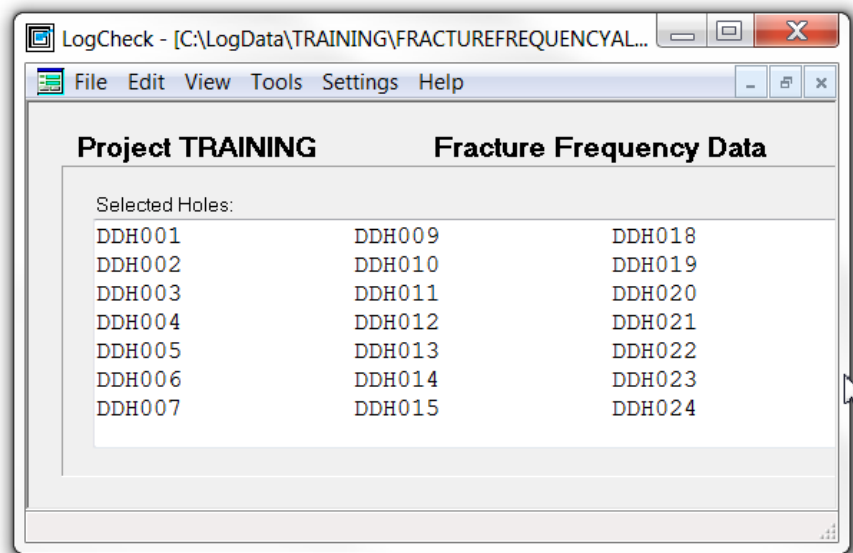 LogCheck - [C:\LogData\TRAINING\FRACTUREFREQUENCYAL...
File Edit View Tools Settings Help
Project TRAINING Fracture Frequency Data
Selected Holes:
DDH001 DDH009 DDH018
DDH002 DDH010 DDH019
DDH003 DDH011 DDH020
DDH004 DDH012 DDH021
DDH005 DDH013 DDH022
DDH006 DDH014 DDH023
DDH007 DDH015 DDH024